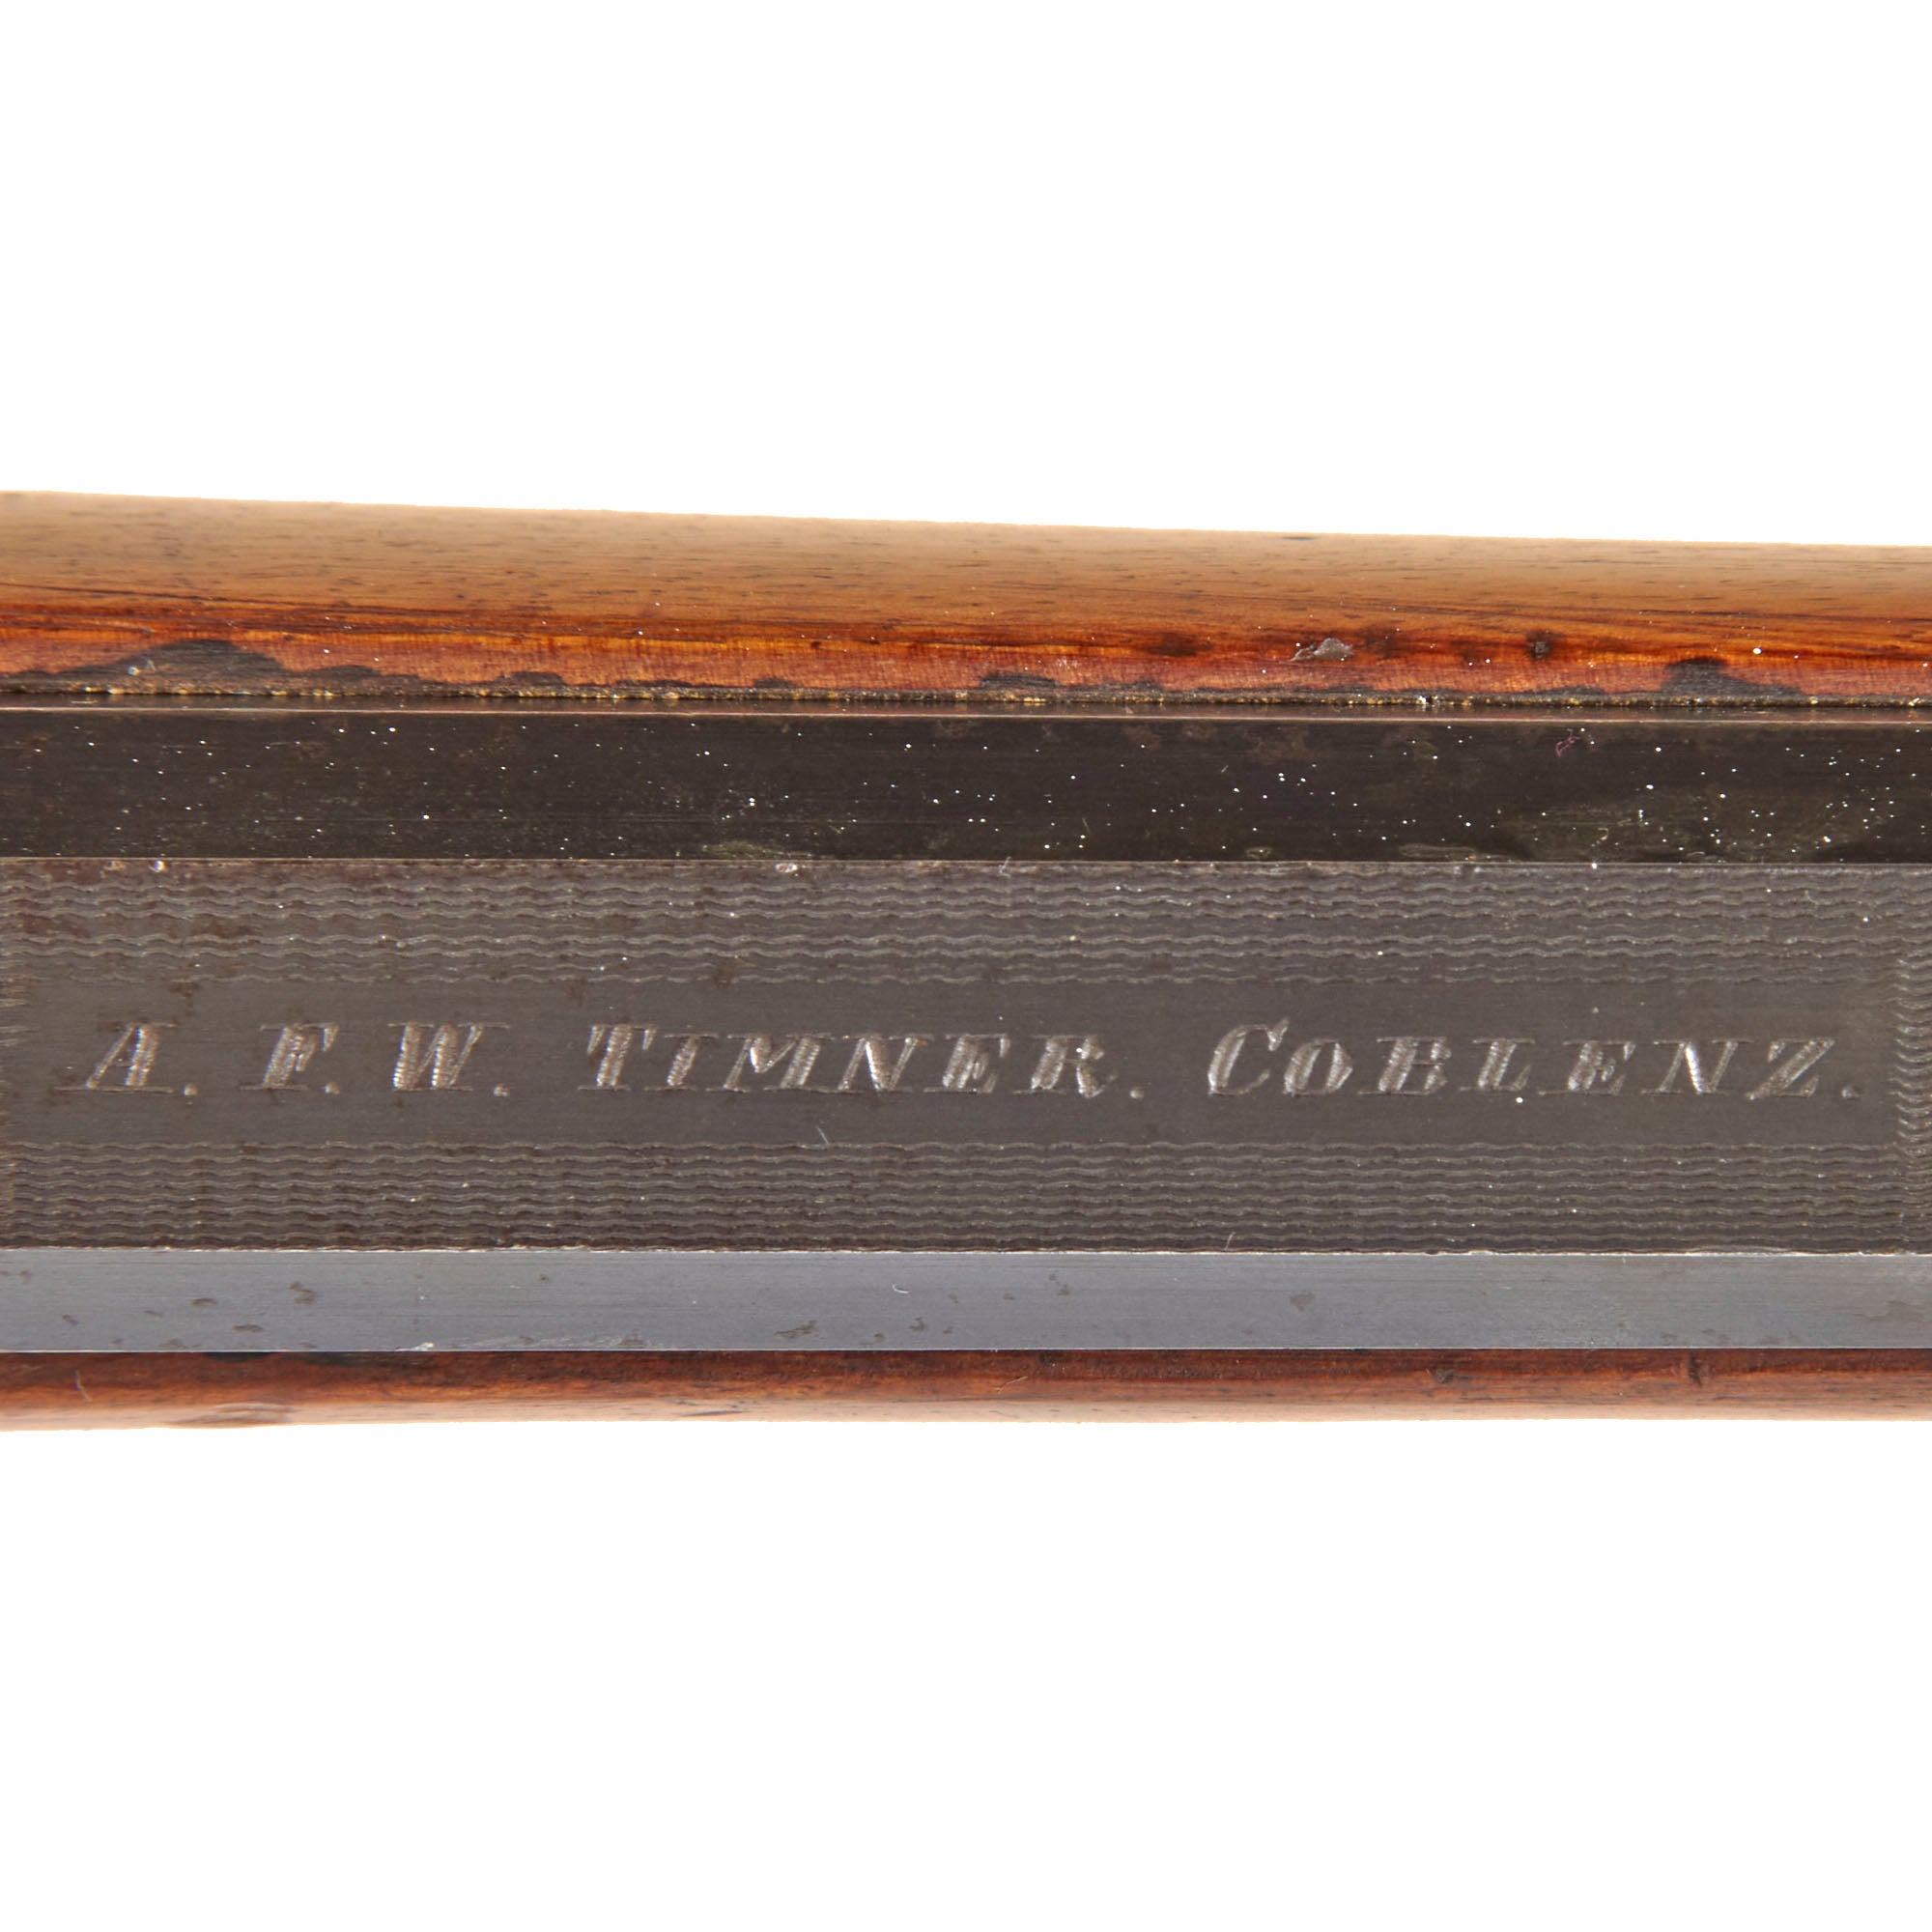 A. F. W. TIMNER. COBLENZ.